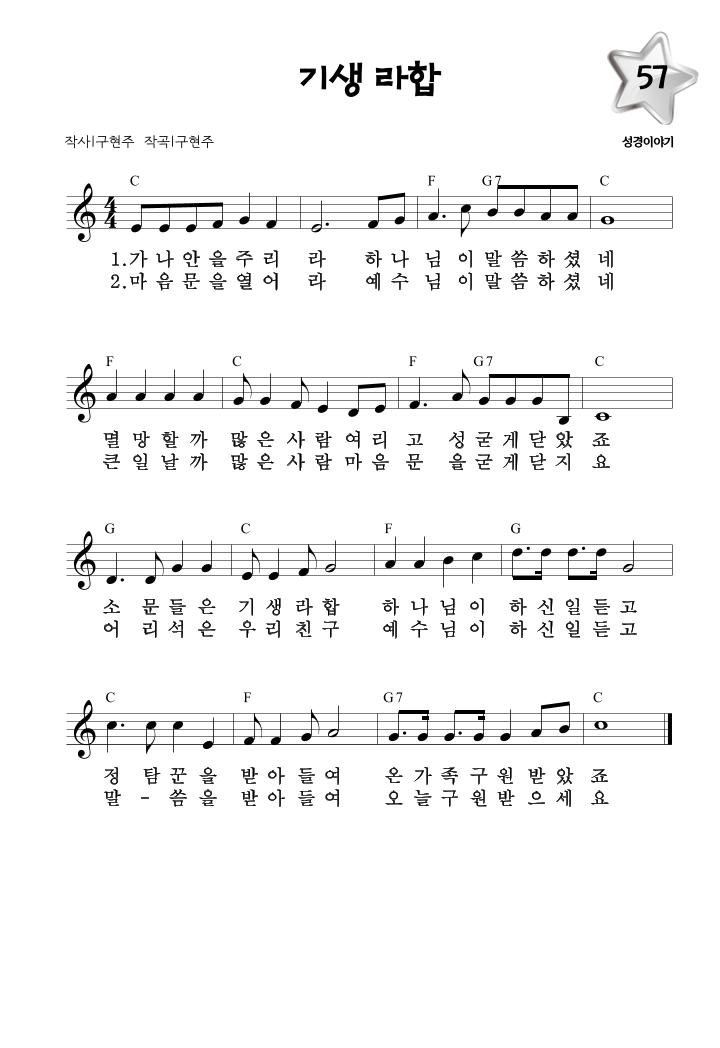 기생 라합
57
작사|구현주 작곡|구현주
성경이야기
C F G7 C
4
4
1.가나안을주리 라 하나 님 이말씀하셨 네
2.마음문을열어 라 예수 님 이말씀하셨 네
F C F G7 C
멸망할까 많은사람여리 고 성굳게닫았 죠
큰일날까 많은사람마음 문 을굳게닫지 요
G C F G
소 문들은 기생라합 하나님이 하신일듣고
어 리석은 우리친구 예수님이 하신일듣고
C F G7 C
정 탐꾼을 받아들여 온가족구원받았 죠
말 - 씀을 받아들여 오늘구원받으세 요